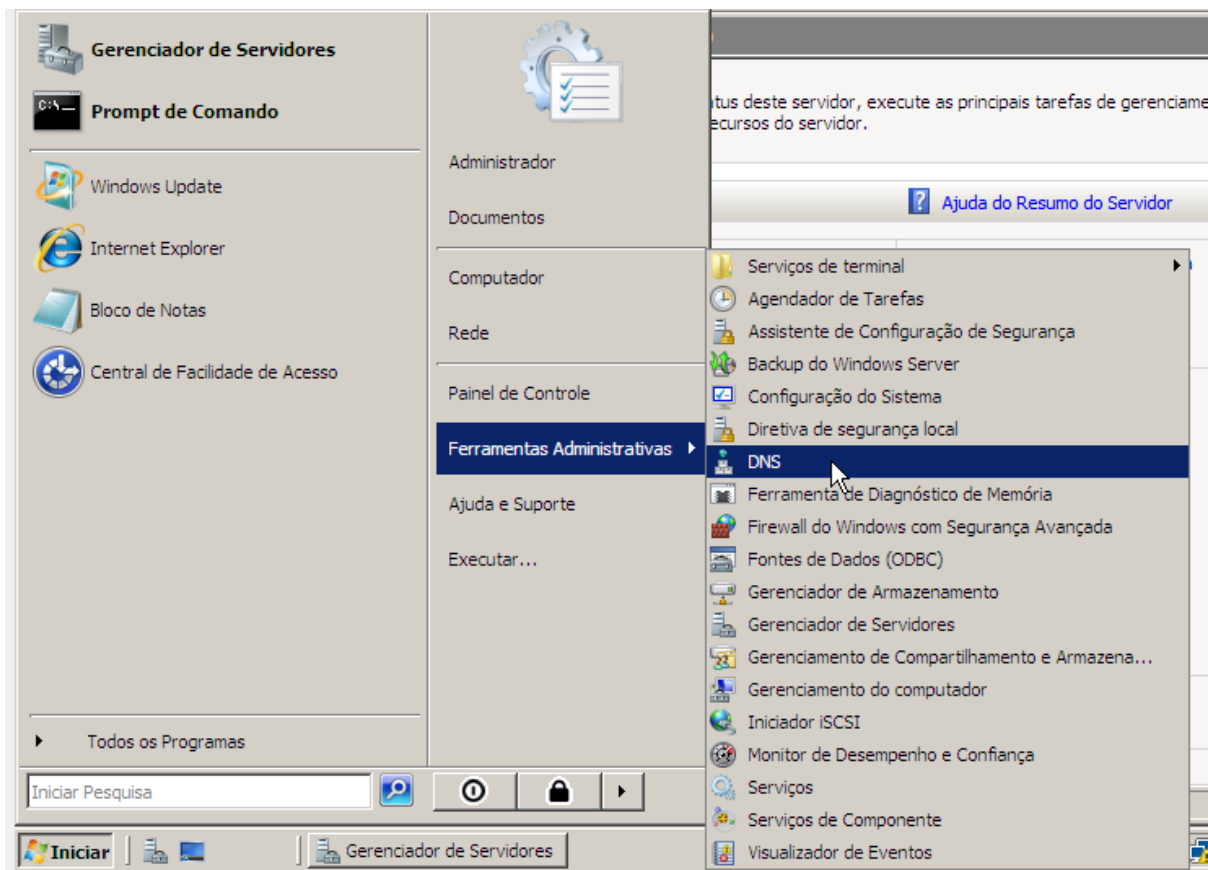 Gerenciador de Servidores
Prompt de Comando
Windows Update
Internet Explorer
Bloco de Notas
Central de Facilidade de Acesso
Todos os Programas
Iniciar Pesquisa
Administrador
Documentos
Computador
Rede
Painel de Controle
Ferramentas Administrativas
Ajuda e Suporte
Executar...
deste servidor, execute as principais tarefas de
do servidor.
Ajuda do Resumo do Servidor
Serviços de terminal
Agendador de Tarefas
Assistente de Configuração de Segurança
Backup do Windows Server
Configuração do Sistema
Diretiva de segurança local
DNS
Ferramenta de Diagnóstico de Memória
Firewall do Windows com Segurança Avançada
Fontes de Dados (ODBC)
Gerenciador de Armazenamento
Gerenciador de Servidores
Gerenciamento de Compartilhamento e Armazena...
Gerenciamento do computador
Iniciador iSCSI
Monitor de Desempenho e Confiança
Serviços
Serviços de Componente
Visualizador de Eventos
Iniciar
Gerenciador de Servidores